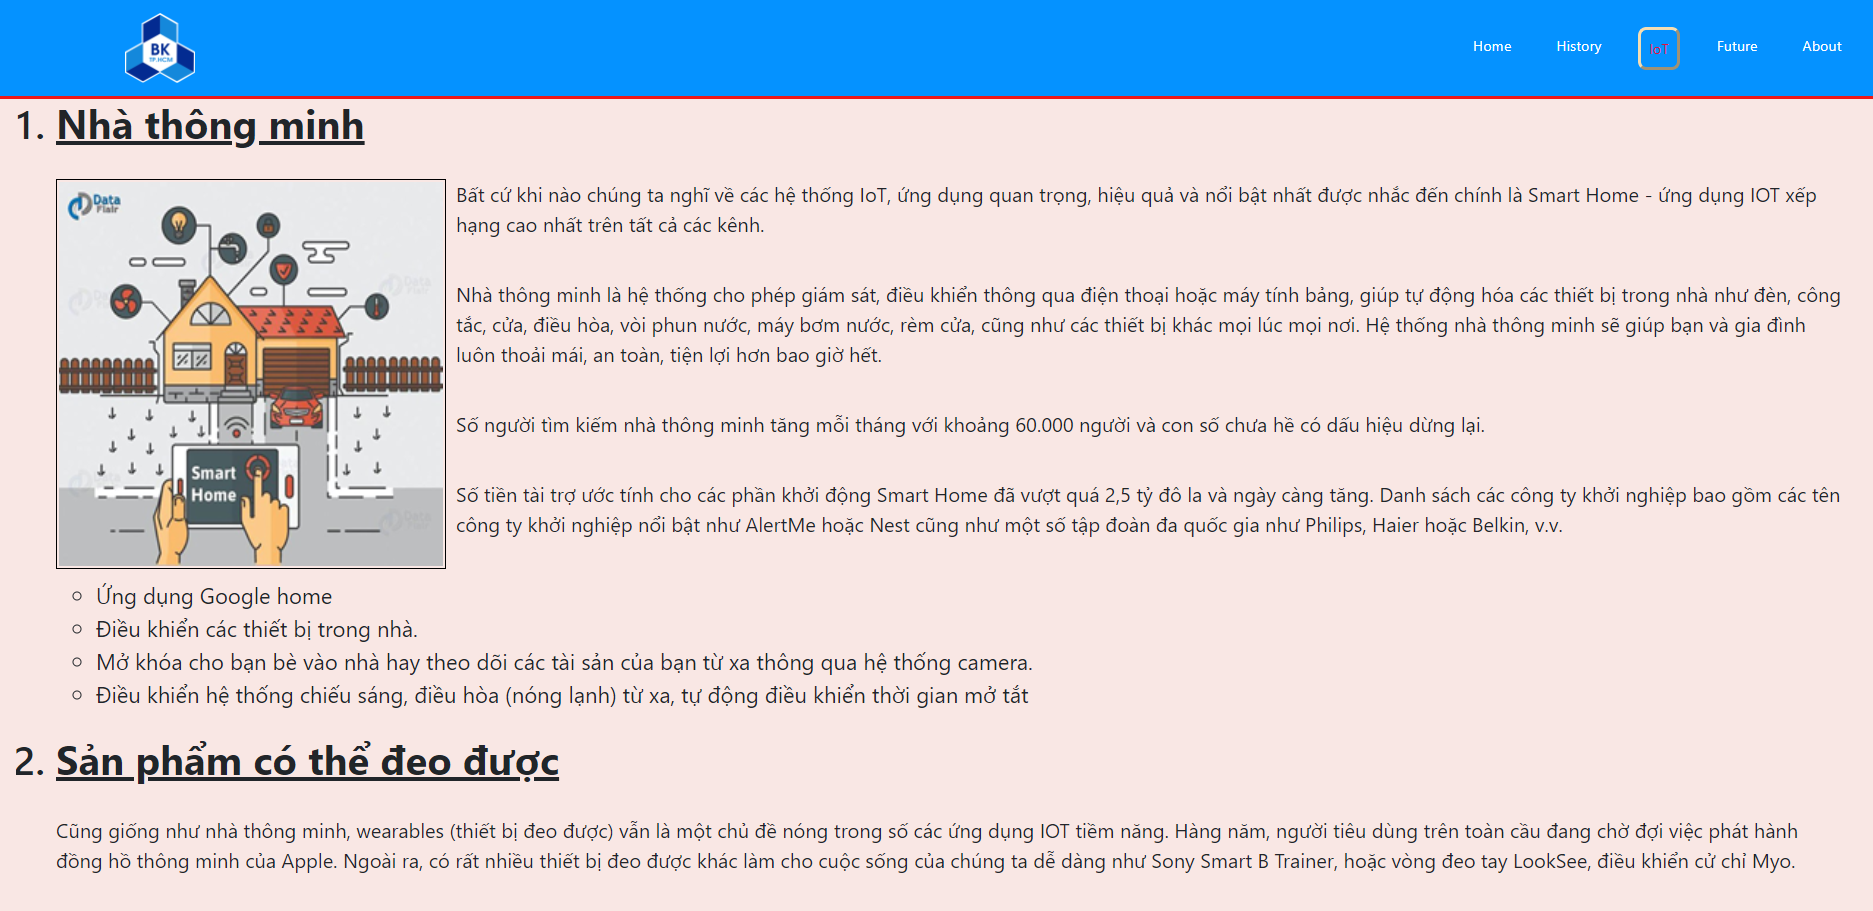 BK
TP.HCM
Home
History
IoT
Future
About
1. Nhà thông minh
Data
Flair
Smart
Home
Bất cứ khi nào chúng ta nghĩ về các hệ thống IoT, ứng dụng quan trọng, hiệu quả và nổi bật nhất được nhắc đến chính là Smart Home - ứng dụng IOT xếp
hạng cao nhất trên tất cả các kênh.
Nhà thông minh là hệ thống cho phép giám sát, điều khiển thông qua điện thoại hoặc máy tính bảng, giúp tự động hóa các thiết bị trong nhà như đèn, công
tắc, cửa, điều hòa, vòi phun nước, máy bơm nước, rèm cửa, cũng như các thiết bị khác mọi lúc mọi nơi. Hệ thống nhà thông minh sẽ giúp bạn và gia đình
luôn thoải mái, an toàn, tiện lợi hơn bao giờ hết.
Số người tìm kiếm nhà thông minh tăng mỗi tháng với khoảng 60.000 người và con số chưa hề có dấu hiệu dừng lại.
Số tiền tài trợ ước tính cho các phần khởi động Smart Home đã vượt quá 2,5 tỷ đô la và ngày càng tăng. Danh sách các công ty khởi nghiệp bao gồm các tên
công ty khởi nghiệp nổi bật như AlertMe hoặc Nest cũng như một số tập đoàn đa quốc gia như Philips, Haier hoặc Belkin, v.v.
Ứng dụng Google home
Điều khiển các thiết bị trong nhà.
Mở khóa cho bạn bè vào nhà hay theo dõi các tài sản của bạn từ xa thông qua hệ thống camera.
Điều khiển hệ thống chiếu sáng, điều hòa (nóng lạnh) từ xa, tự động điều khiển thời gian mở tắt
2. Sản phẩm có thể đeo được
Cũng giống như nhà thông minh, wearables (thiết bị đeo được) vẫn là một chủ đề nóng trong số các ứng dụng IOT tiềm năng. Hàng năm, người tiêu dùng trên toàn cầu đang chờ đợi việc phát hành
đồng hồ thông minh của Apple. Ngoài ra, có rất nhiều thiết bị đeo được khác làm cho cuộc sống của chúng ta dễ dàng như Sony Smart B Trainer, hoặc vòng đeo tay LookSee, điều khiển cử chỉ Myo.